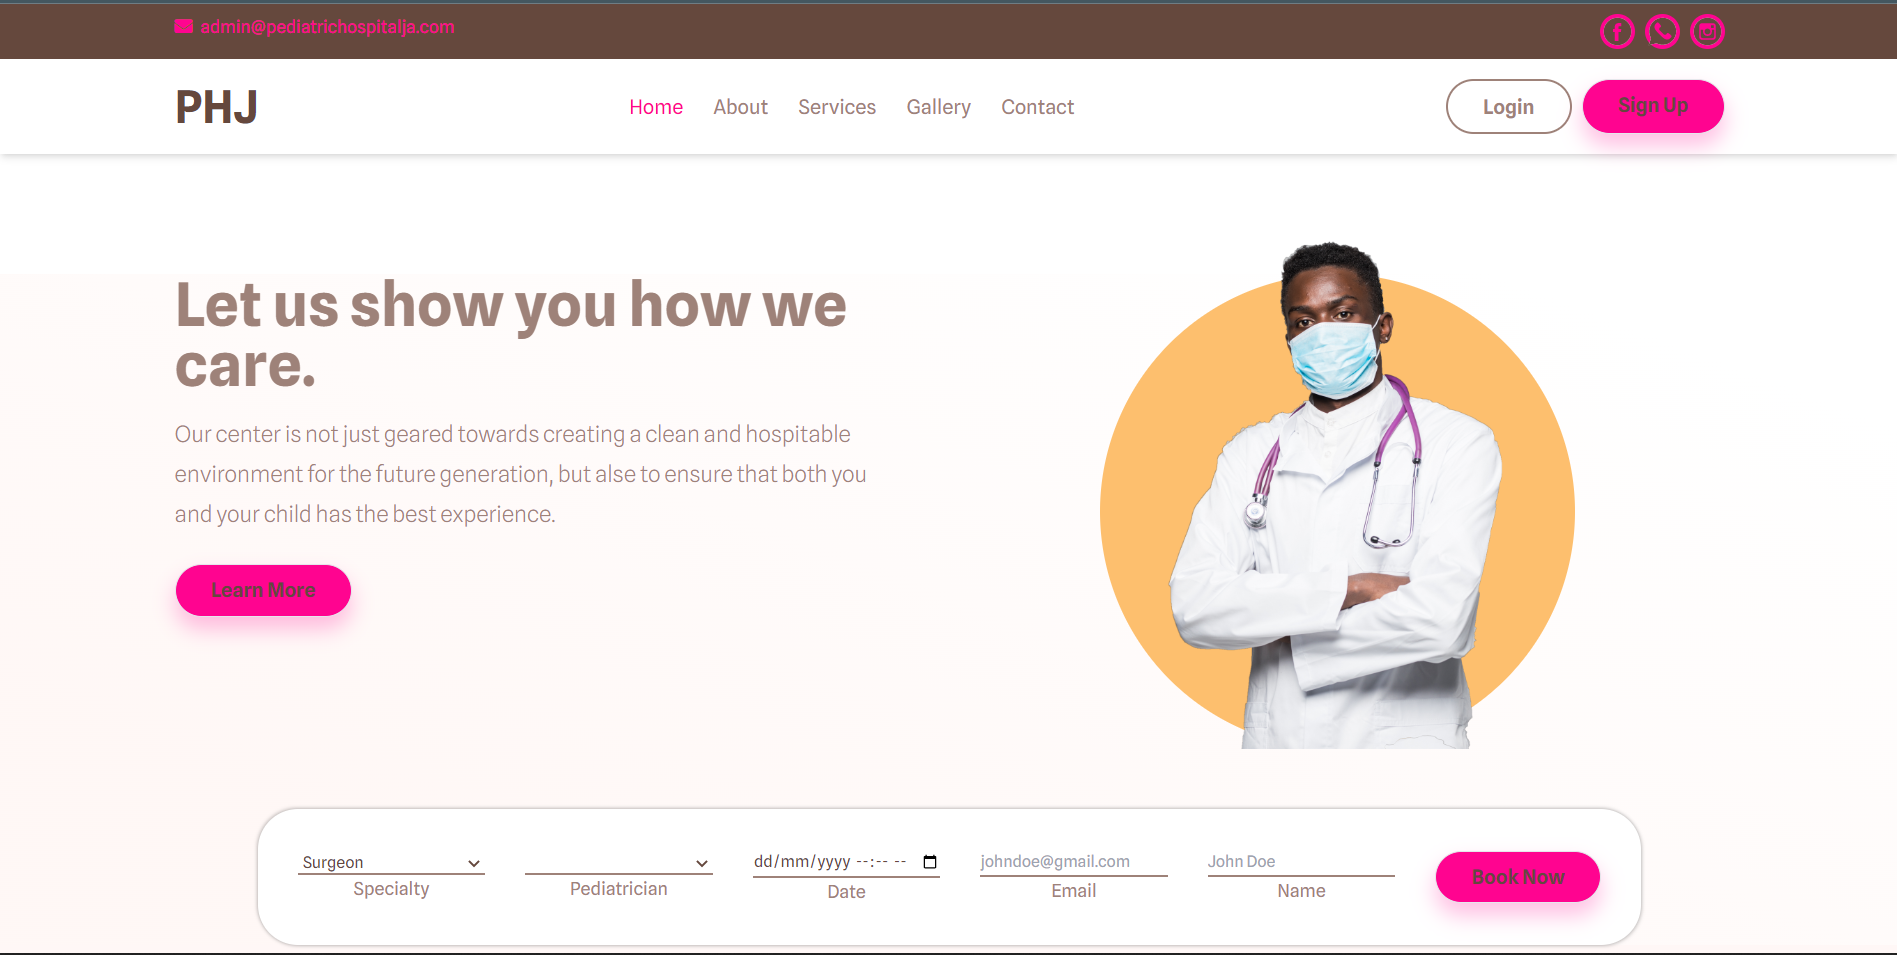 admin@pediatrichospitalja.com
PHJ
Home About Services Gallery Contact
Login Sign Up
Let us show you how we
care.
Our center is not just geared towards creating a clean and hospitable
environment for the future generation, but alse to ensure that both you
and your child has the best experience.
Learn More
Surgeon
Specialty
Pediatrician
dd/mm/yyyy --:-- --
Date
johndoe@gmail.com
Email
John Doe
Name
Book Now